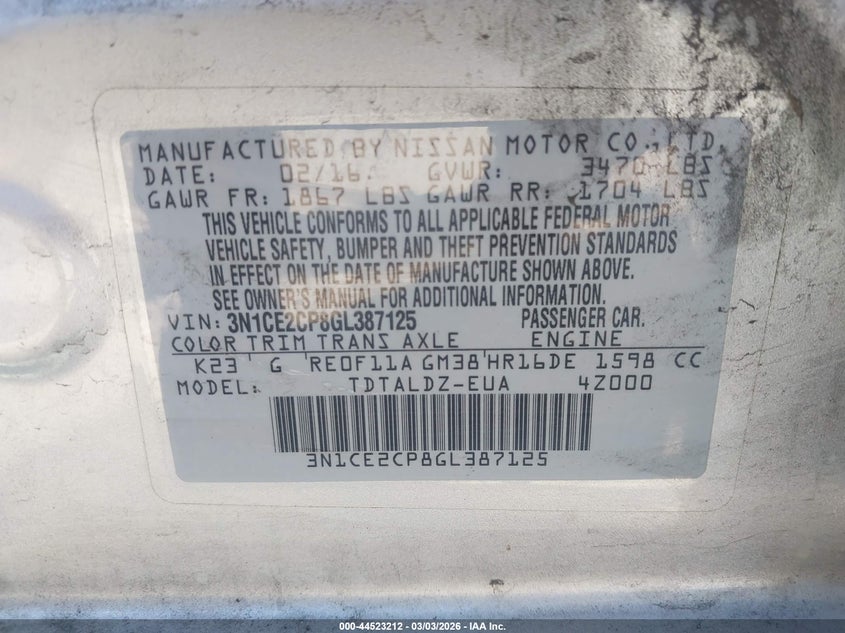 MANUFACTURED BY NISSAN MOTOR CO.,LTD.
DATE: 02/16 GVWR: 3470 LBS
GAWR FR: 1867 LBS GAWR RR: 1704 LBS
THIS VEHICLE CONFORMS TO ALL APPLICABLE FEDERAL MOTOR
VEHICLE SAFETY, BUMPER AND THEFT PREVENTION STANDARDS
IN EFFECT ON THE DATE OF MANUFACTURE SHOWN ABOVE.
SEE OWNER'S MANUAL FOR ADDITIONAL INFORMATION.
VIN: 3N1CE2CP8GL387125 PASSENGER CAR.
COLOR TRIM TRANS AXLE ENGINE
K23 G RE0F11A GM38 HR16DE 1598 CC
MODEL: TDTALDZ-EUA 4Z000
3N1CE2CP8GL387125
000-44523212 - 03/03/2026 - IAA Inc.